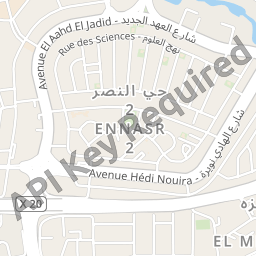 Avenue El Aahd El Jadid - شارع العهد الجديد
Rue des Sciences - نهج العلوم
حي النصر
2
ENNASR
2
شارع الهادي نويرة
Avenue Hédi Nouira -
X 20
EL M
API Key Required